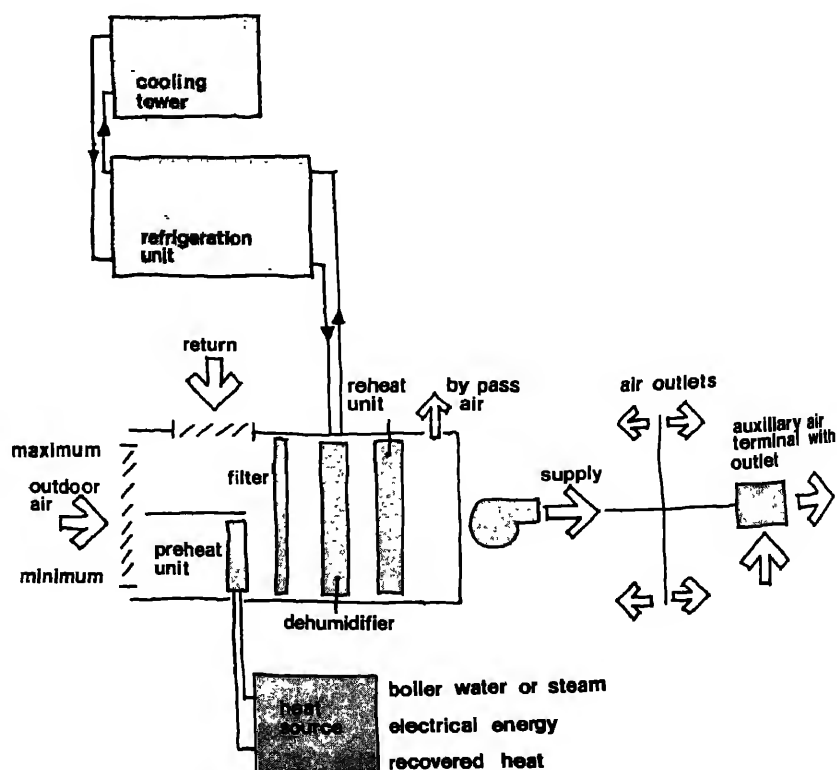 cooling
tower
refrigeration
unit
return
reheat
unit
by pass
air
air outlets
auxiliary air
terminal with
outlet
maximum
outdoor
air
minimum
filter
supply
preheat
unit
dehumidifier
heat
source
boiler water or steam
electrical energy
recovered heat